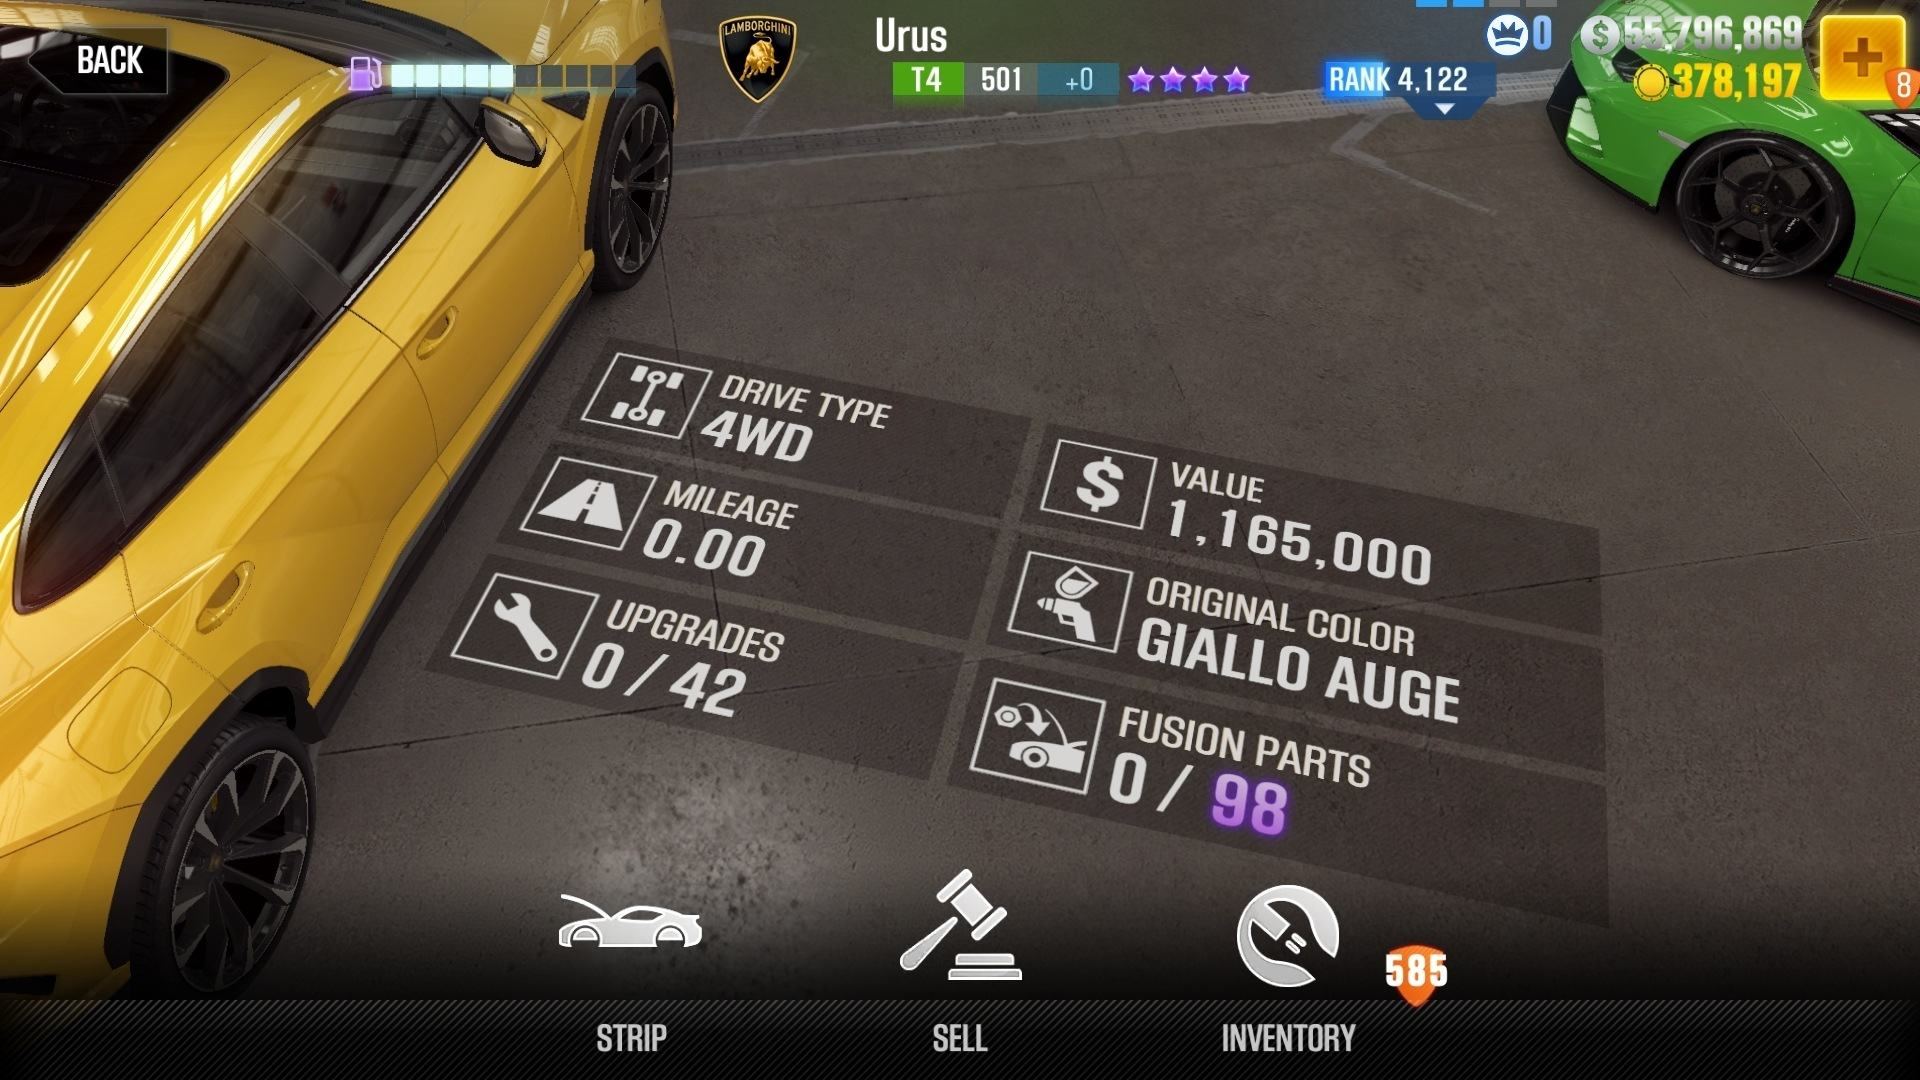 BACK
LAMBORGHINI
Urus
T4 501 +0
RANK 4,122
0
$ 55,796,869
378,197
8
DRIVE TYPE
4WD
MILEAGE
0.00
UPGRADES
0 / 42
$ VALUE
1,165,000
ORIGINAL COLOR
GIALLO AUGE
FUSION PARTS
0 / 98
585
STRIP
SELL
INVENTORY